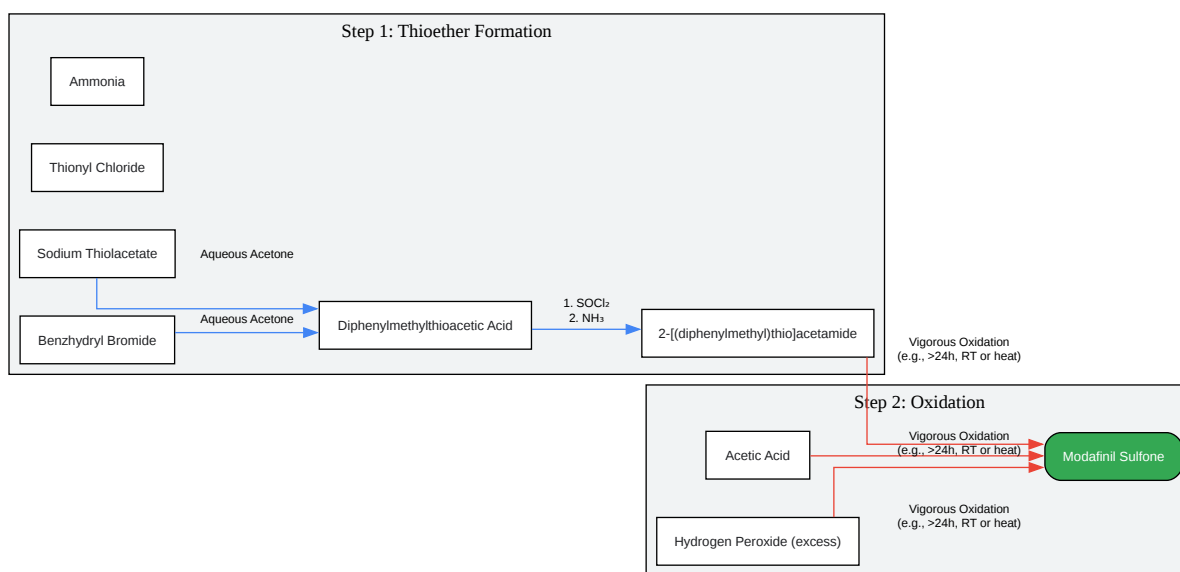 Step 1: Thioether Formation
Ammonia
Thionyl Chloride
Sodium Thiolacetate
Aqueous Acetone
Benzhydryl Bromide
Aqueous Acetone
Diphenylmethylthioacetic Acid
1. SOCl₂
2. NH₃
2-[(diphenylmethyl)thio]acetamide
Vigorous Oxidation
(e.g., >24h, RT or heat)
Step 2: Oxidation
Acetic Acid
Vigorous Oxidation
(e.g., >24h, RT or heat)
Modafinil Sulfone
Hydrogen Peroxide (excess)
Vigorous Oxidation
(e.g., >24h, RT or heat)